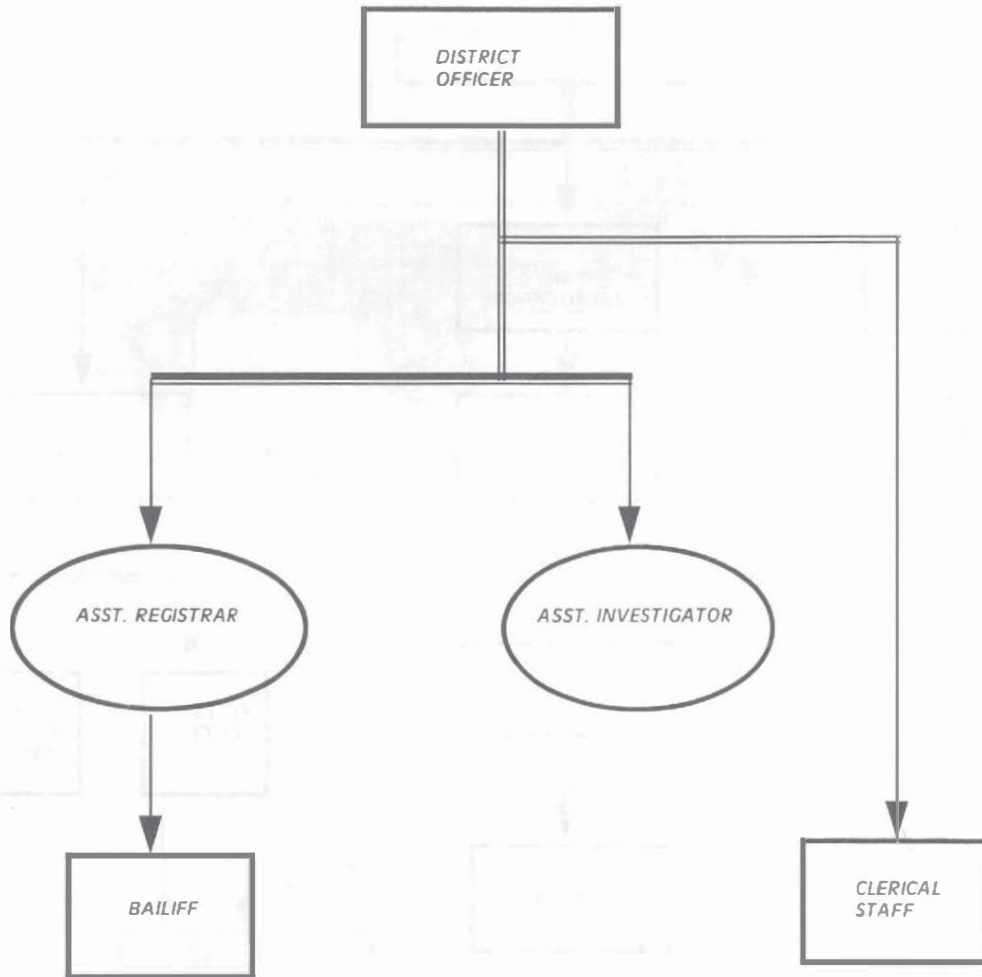 DISTRICT
OFFICER
ASST. REGISTRAR
ASST. INVESTIGATOR
BAILIFF
CLERICAL
STAFF